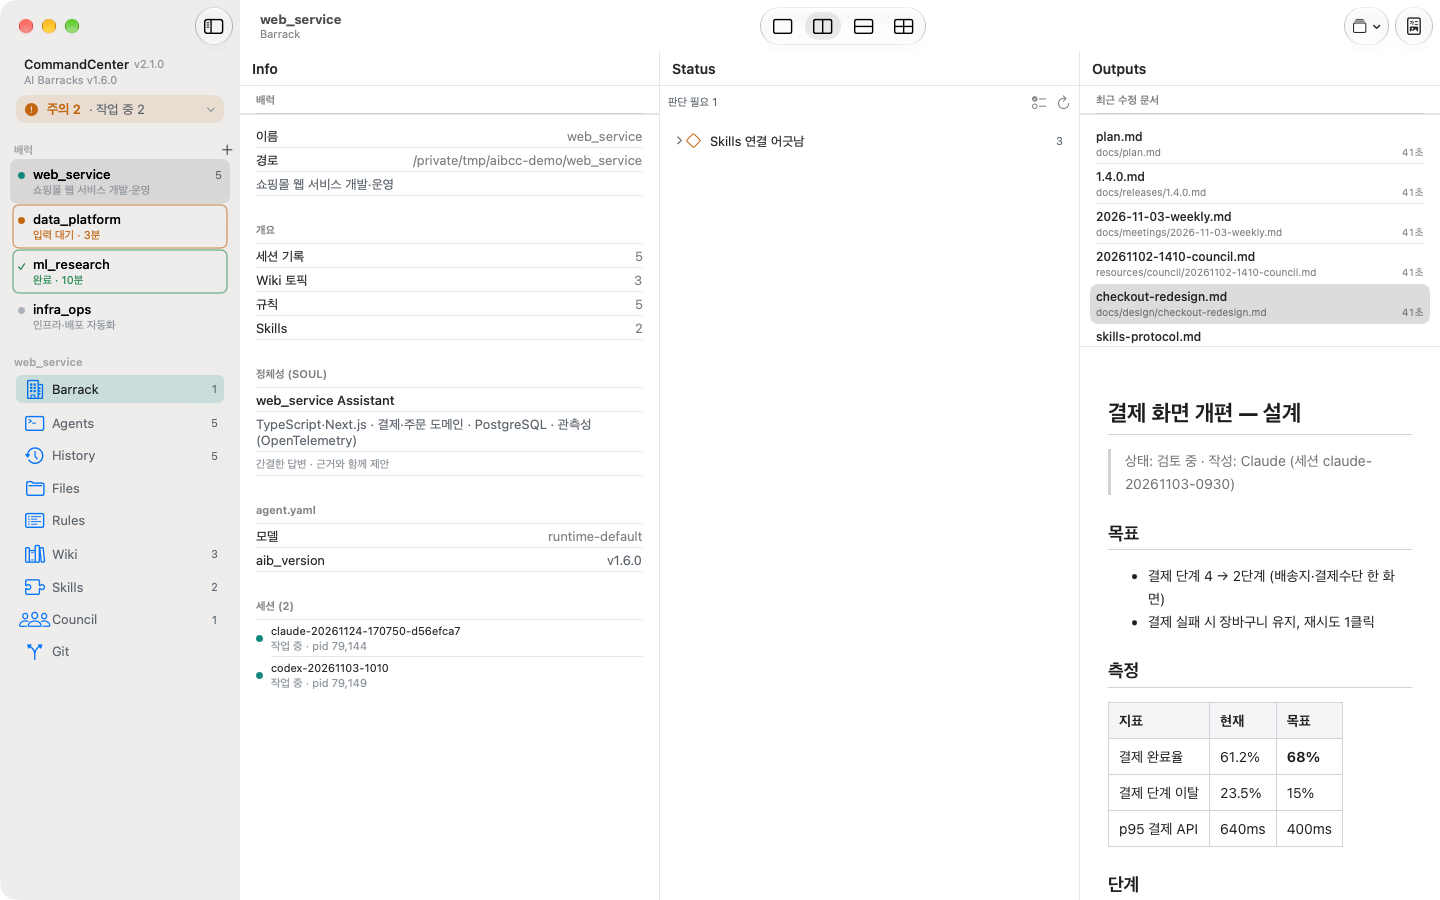 CommandCenter v2.1.0
AI Barracks v1.6.0
주의 2 · 작업 중 2
배럭
web_service 5
쇼핑몰 웹 서비스 개발·운영
data_platform
입력 대기 · 3분
ml_research
완료 · 10분
infra_ops
인프라·배포 자동화
web_service
Barrack 1
Agents 5
History 5
Files
Rules
Wiki 3
Skills 2
Council 1
Git
web_service
Barrack
Info
배럭
이름 web_service
경로 /private/tmp/aibcc-demo/web_service
쇼핑몰 웹 서비스 개발·운영
개요
세션 기록 5
Wiki 토픽 3
규칙 5
Skills 2
정체성 (SOUL)
web_service Assistant
TypeScript·Next.js · 결제·주문 도메인 · PostgreSQL · 관측성
(OpenTelemetry)
간결한 답변 · 근거와 함께 제안
agent.yaml
모델 runtime-default
aib_version v1.6.0
세션 (2)
claude-20261124-170750-d56efca7
작업 중 · pid 79,144
codex-20261103-1010
작업 중 · pid 79,149
Status
판단 필요 1
Skills 연결 어긋남 3
Outputs
최근 수정 문서
plan.md
docs/plan.md 41초
1.4.0.md
docs/releases/1.4.0.md 41초
2026-11-03-weekly.md
docs/meetings/2026-11-03-weekly.md 41초
20261102-1410-council.md
resources/council/20261102-1410-council.md 41초
checkout-redesign.md
docs/design/checkout-redesign.md 41초
skills-protocol.md
결제 화면 개편 — 설계
상태: 검토 중 · 작성: Claude (세션 claude-
20261103-0930)
목표
• 결제 단계 4 → 2단계 (배송지·결제수단 한 화
면)
• 결제 실패 시 장바구니 유지, 재시도 1클릭
측정
지표 현재 목표
결제 완료율 61.2% 68%
결제 단계 이탈 23.5% 15%
p95 결제 API 640ms 400ms
단계